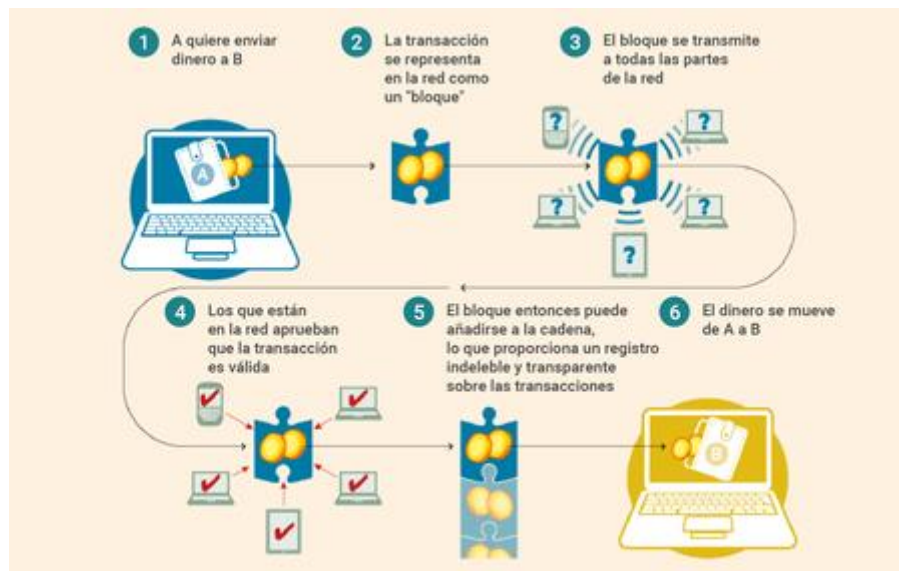 1
A quiere enviar
dinero a B
2
La transacción
se representa
en la red como
un "bloque"
3
El bloque se transmite
a todas las partes
de la red
A
?
?
?
?
?
4
Los que están
en la red aprueban
que la transacción
es válida
5
El bloque entonces puede
añadirse a la cadena,
lo que proporciona un registro
indeleble y transparente
sobre las transacciones
6
El dinero se mueve
de A a B
B